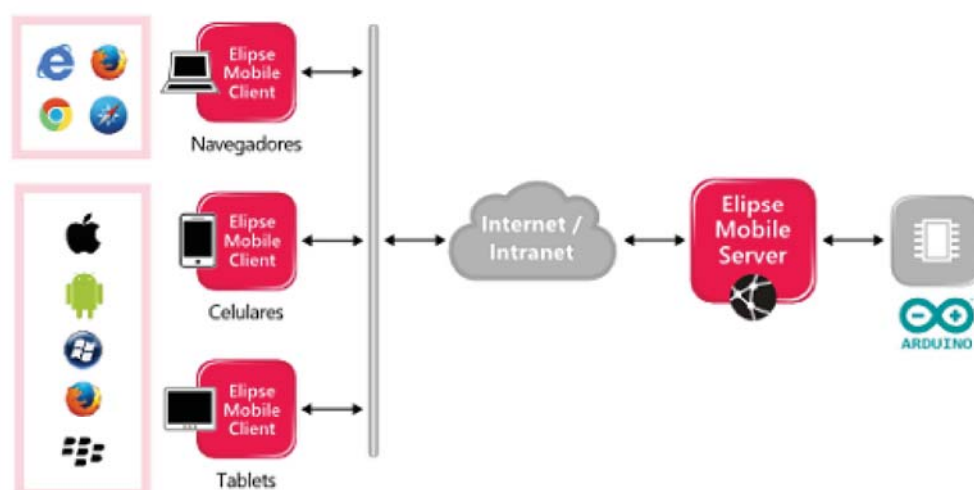 Elipse
Mobile
Client
Navegadores
Elipse
Mobile
Client
Celulares
Elipse
Mobile
Client
Tablets
Internet /
Intranet
Elipse
Mobile
Server
ARDUINO